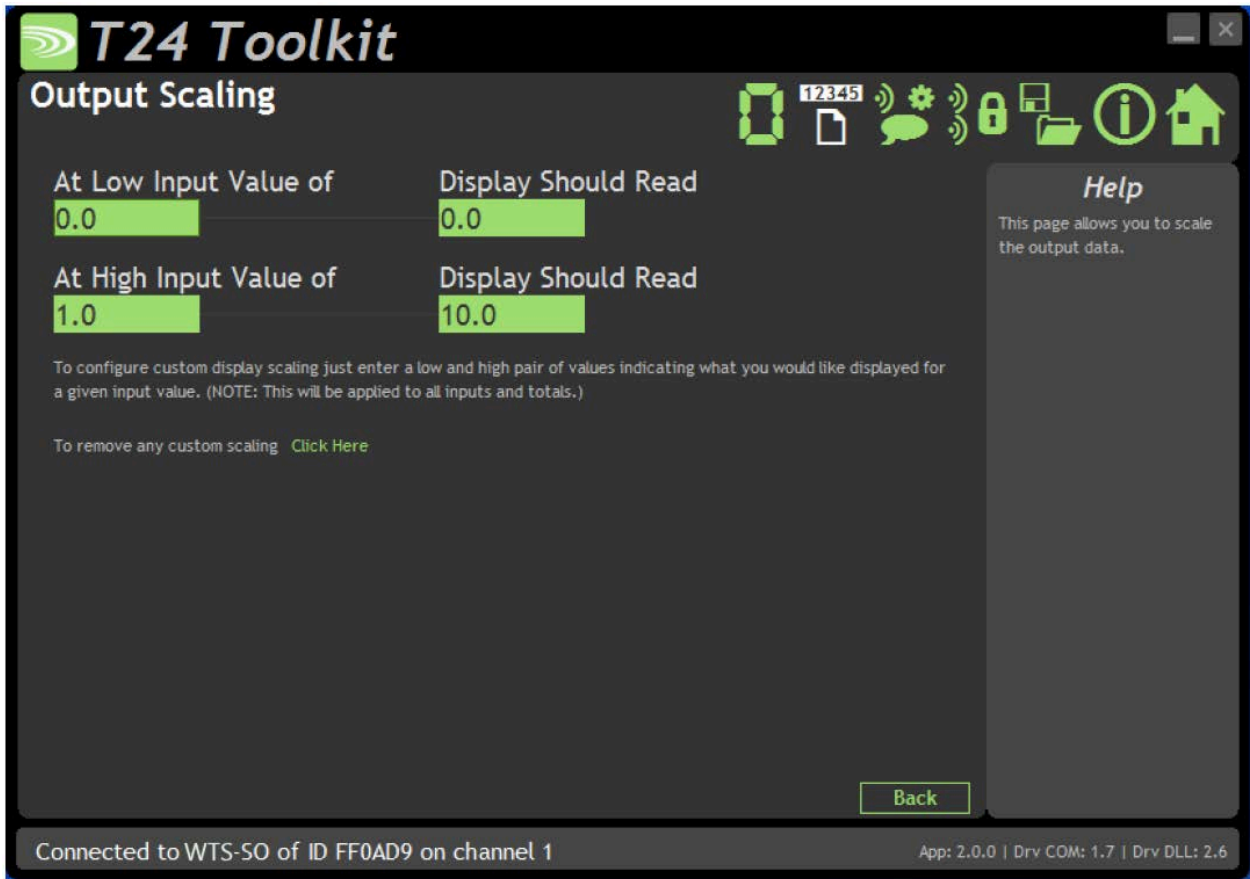 T24 Toolkit
Output Scaling
12345
At Low Input Value of
Display Should Read
0.0
0.0
At High Input Value of
Display Should Read
1.0
10.0
To configure custom display scaling just enter a low and high pair of values indicating what you would like displayed for
a given input value. (NOTE: This will be applied to all inputs and totals.)
To remove any custom scaling Click Here
Help
This page allows you to scale
the output data.
Back
Connected to WTS-SO of ID FF0AD9 on channel 1
App: 2.0.0 | Drv COM: 1.7 | Drv DLL: 2.6